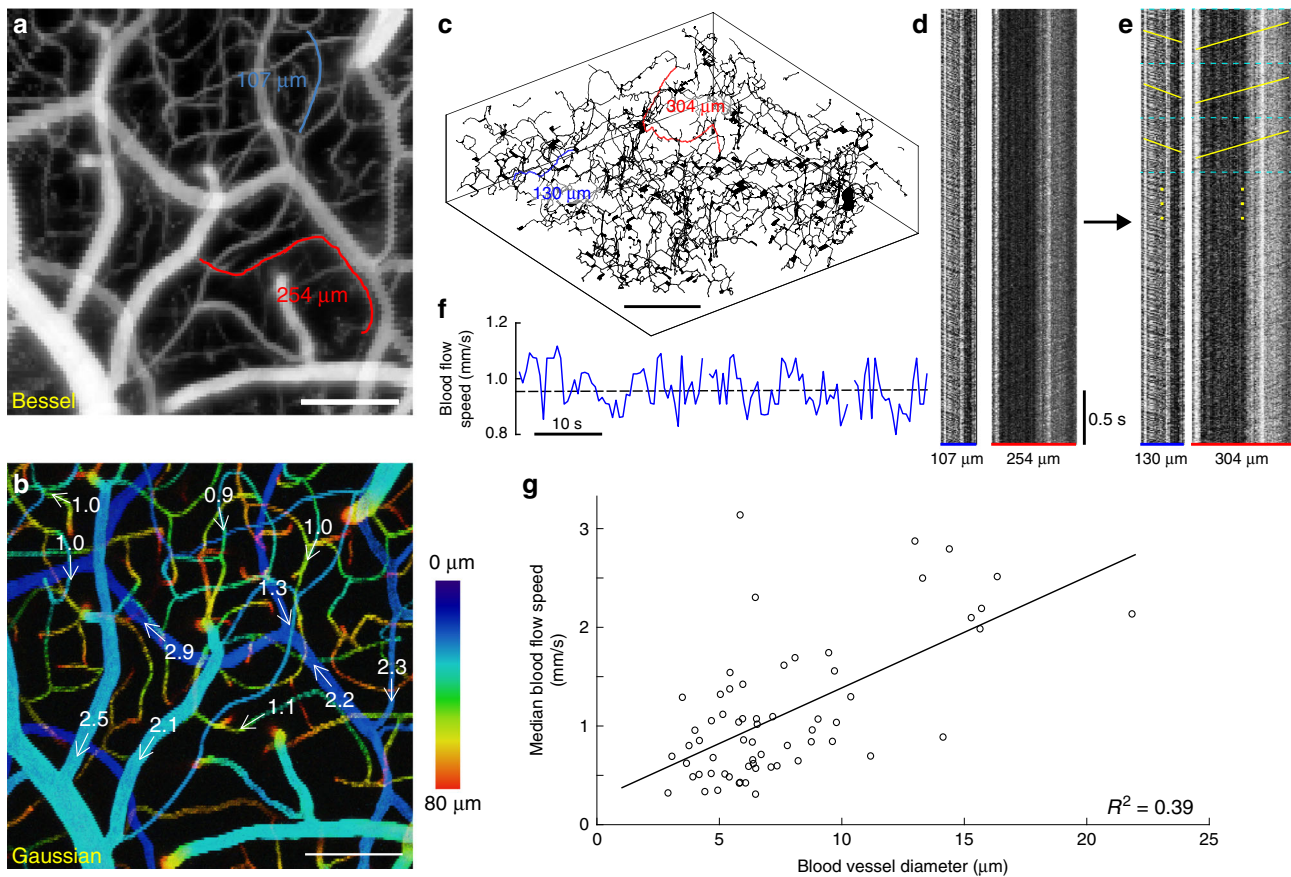 a
107 μm
254 μm
Bessel
b
1.0
0.9
1.0
1.0
1.3
2.9
2.3
2.2
2.5
2.1
1.1
Gaussian
0 μm
80 μm
c
304 μm
130 μm
d
e
0.5 s
107 μm
254 μm
130 μm
304 μm
f
Blood flow
speed (mm/s)
1.2
1.0
0.8
10 s
g
Median blood flow speed
(mm/s)
3
2
1
0
0
5
10
15
20
25
R² = 0.39
Blood vessel diameter (μm)